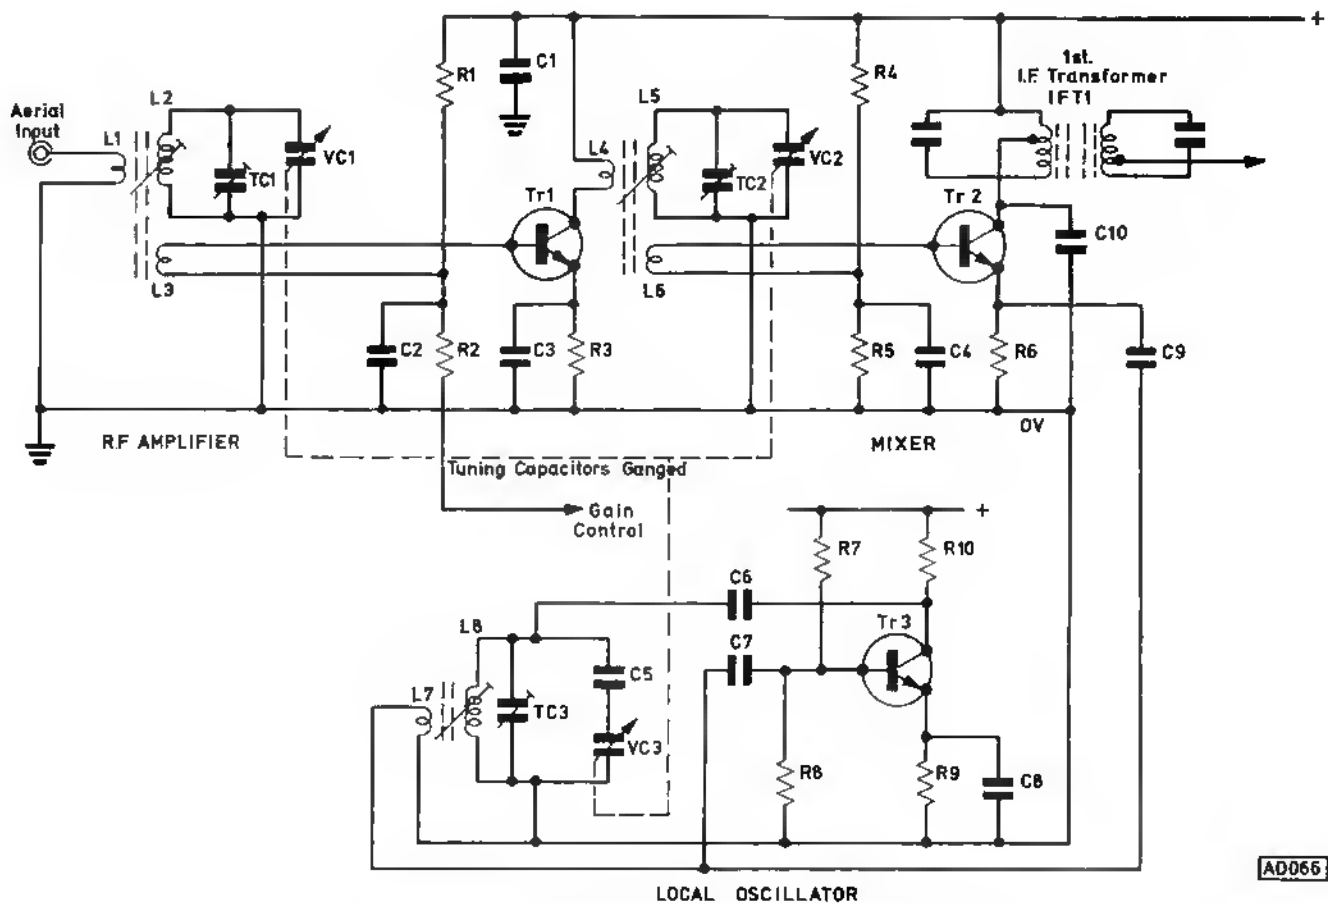 +
Aerial
Input
L1
L2
TC1
VC1
L3
R1
C1
L4
L5
TC2
VC2
Tr1
L6
R4
1st.
I.F. Transformer
IFT1
Tr 2
C10
C2
R2
C3
R3
R5
C4
R6
C9
R.F AMPLIFIER
MIXER
0V
Tuning Capacitors Ganged
Gain
Control
+
R7
R10
C6
C7
Tr3
L8
L7
TC3
C5
VC3
R8
R9
C8
LOCAL OSCILLATOR
AD066